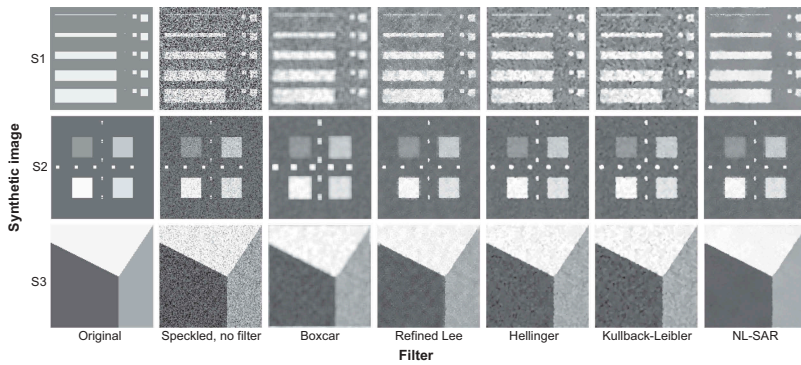 Synthetic image
S1
S2
S3
Original
Speckled, no filter
Boxcar
Refined Lee
Hellinger
Kullback-Leibler
NL-SAR
Filter